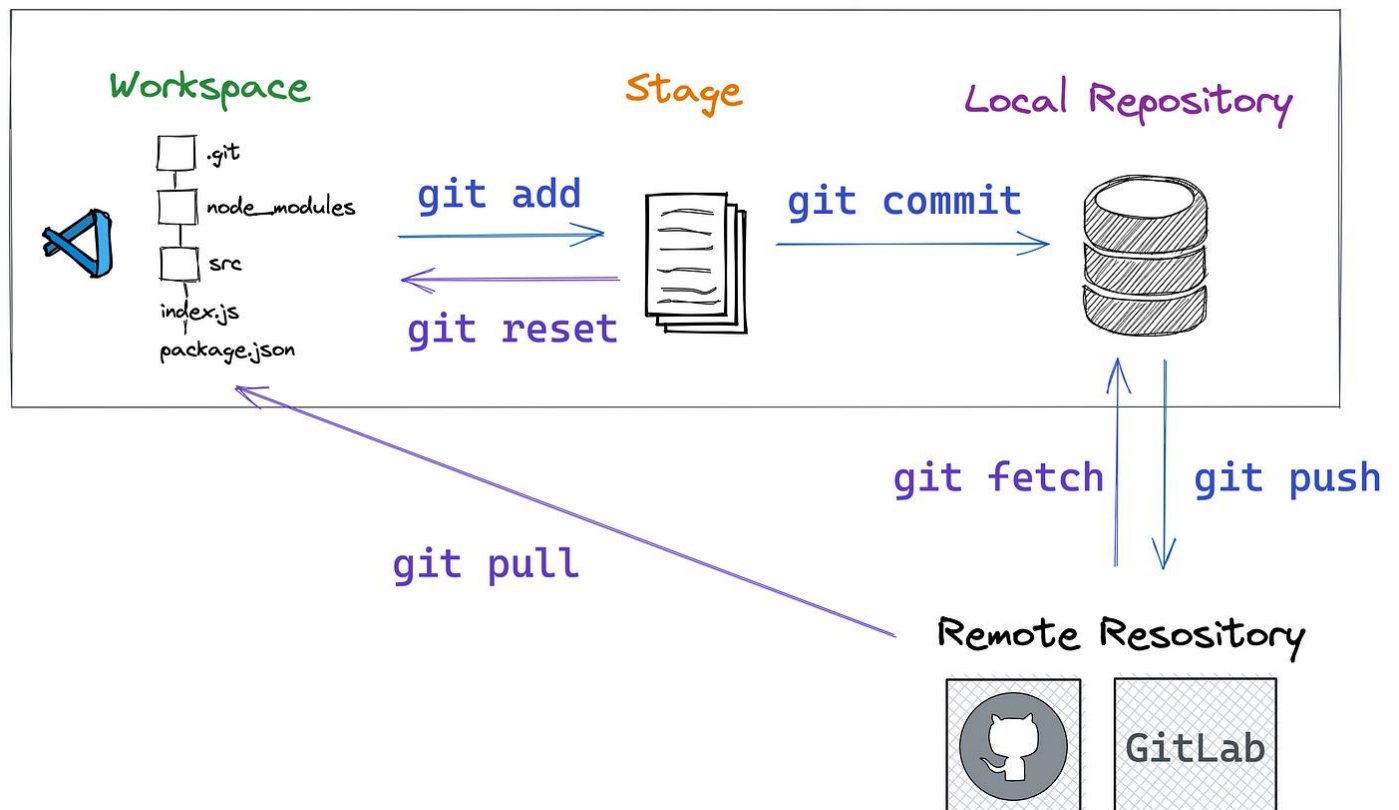 Workspace
Stage
Local Repository
.git
node_modules
src
index.js
package.json
git add
git reset
git commit
git fetch
git push
git pull
Remote Resository
GitLab